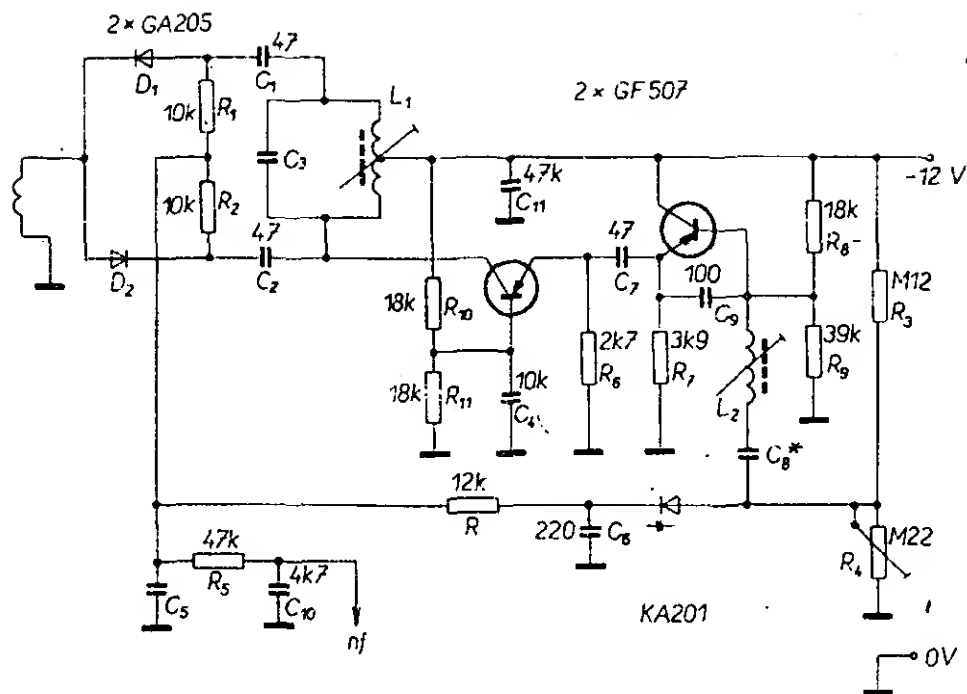 2 × GA205
47
D₁
C₁
L₁
2 × GF507
10k R₁
C₃
47k
C₁₁
-12 V
10k R₂
47
D₂
C₂
47
C₇
18k
R₈
100
C₉
M12
R₃
18k R₁₀
2k7
R₆
3k9
R₇
39k
R₉
18k R₁₁
10k
C₄
L₂
C₈*
12k
R
220 C₆
M22
R₄
47k
R₅
4k7
C₁₀
C₅
KA201
nf
0V